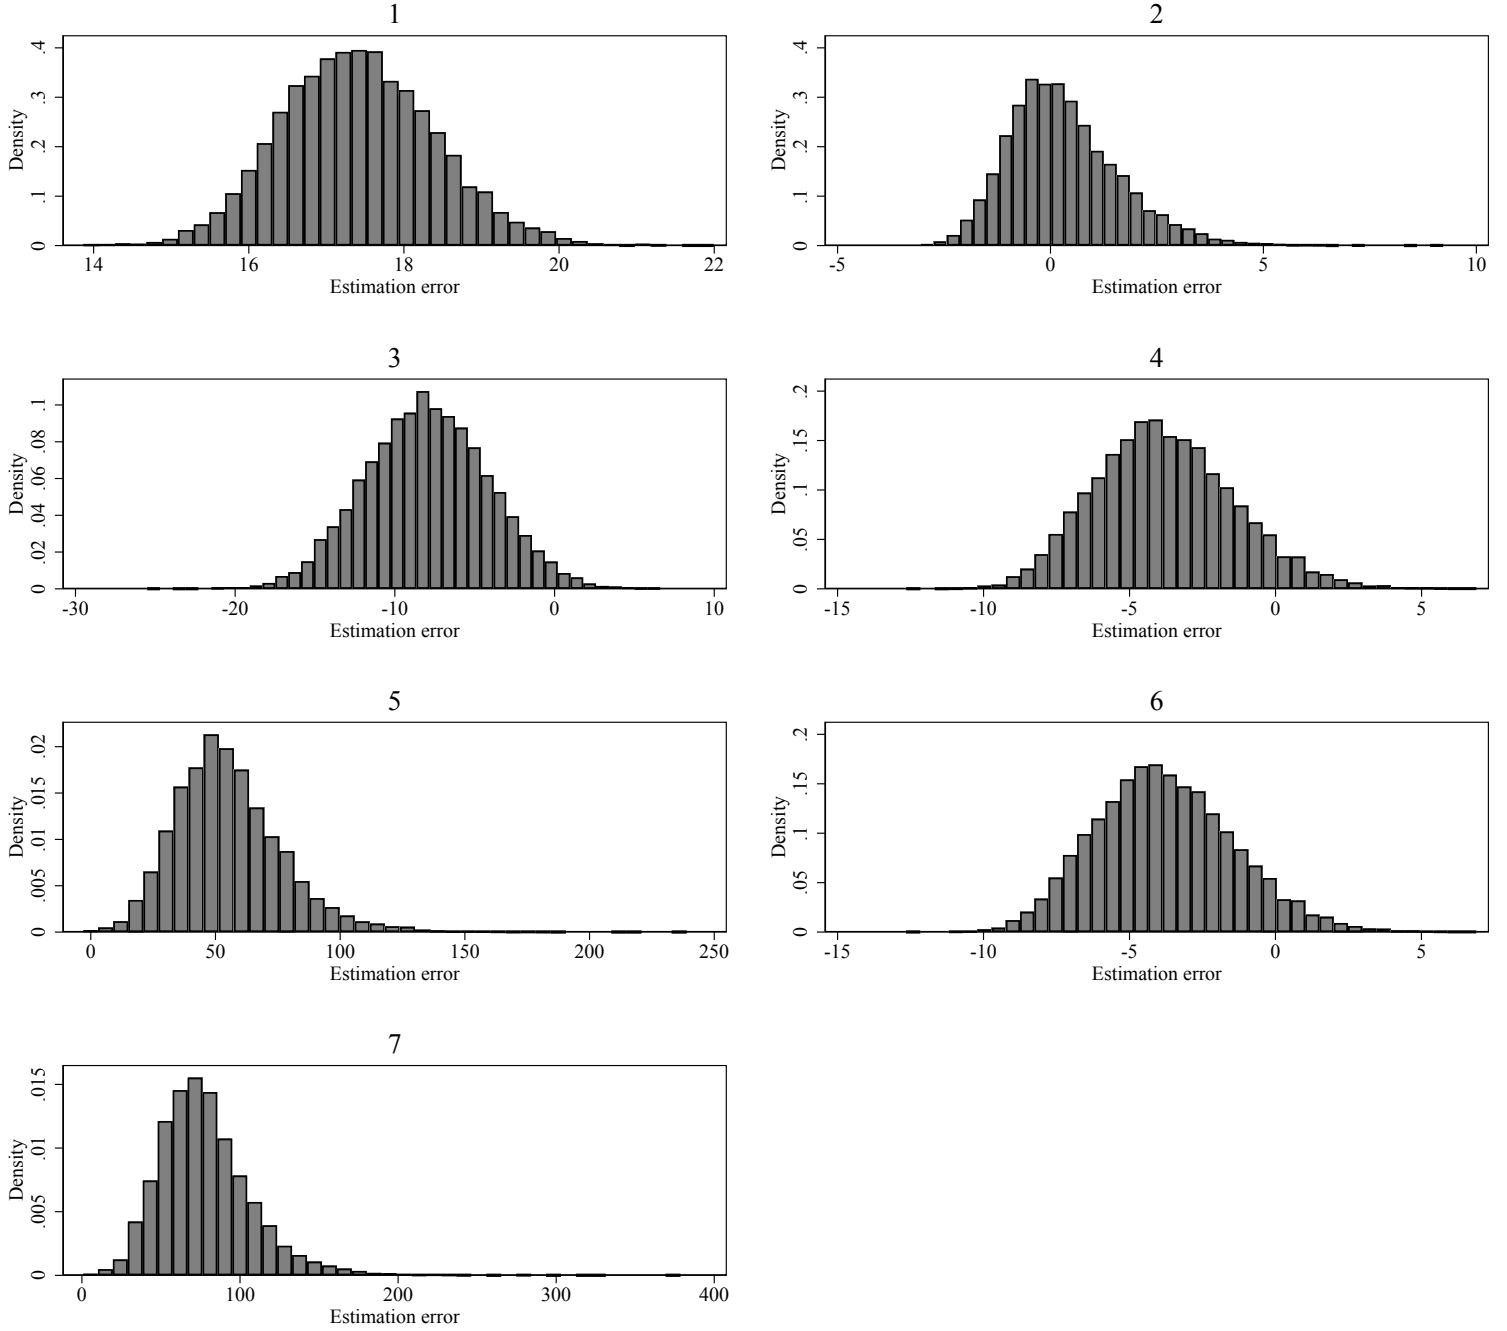 1
Density
0 .1 .2 .3 .4
14 16 18 20 22
Estimation error
2
Density
0 .1 .2 .3 .4
-5 0 5 10
Estimation error
3
Density
0 .02 .04 .06 .08 .1
-30 -20 -10 0 10
Estimation error
4
Density
0 .05 .1 .15 .2
-15 -10 -5 0 5
Estimation error
5
Density
0 .005 .01 .015 .02
0 50 100 150 200 250
Estimation error
6
Density
0 .05 .1 .15 .2
-15 -10 -5 0 5
Estimation error
7
Density
0 .005 .01 .015
0 100 200 300 400
Estimation error